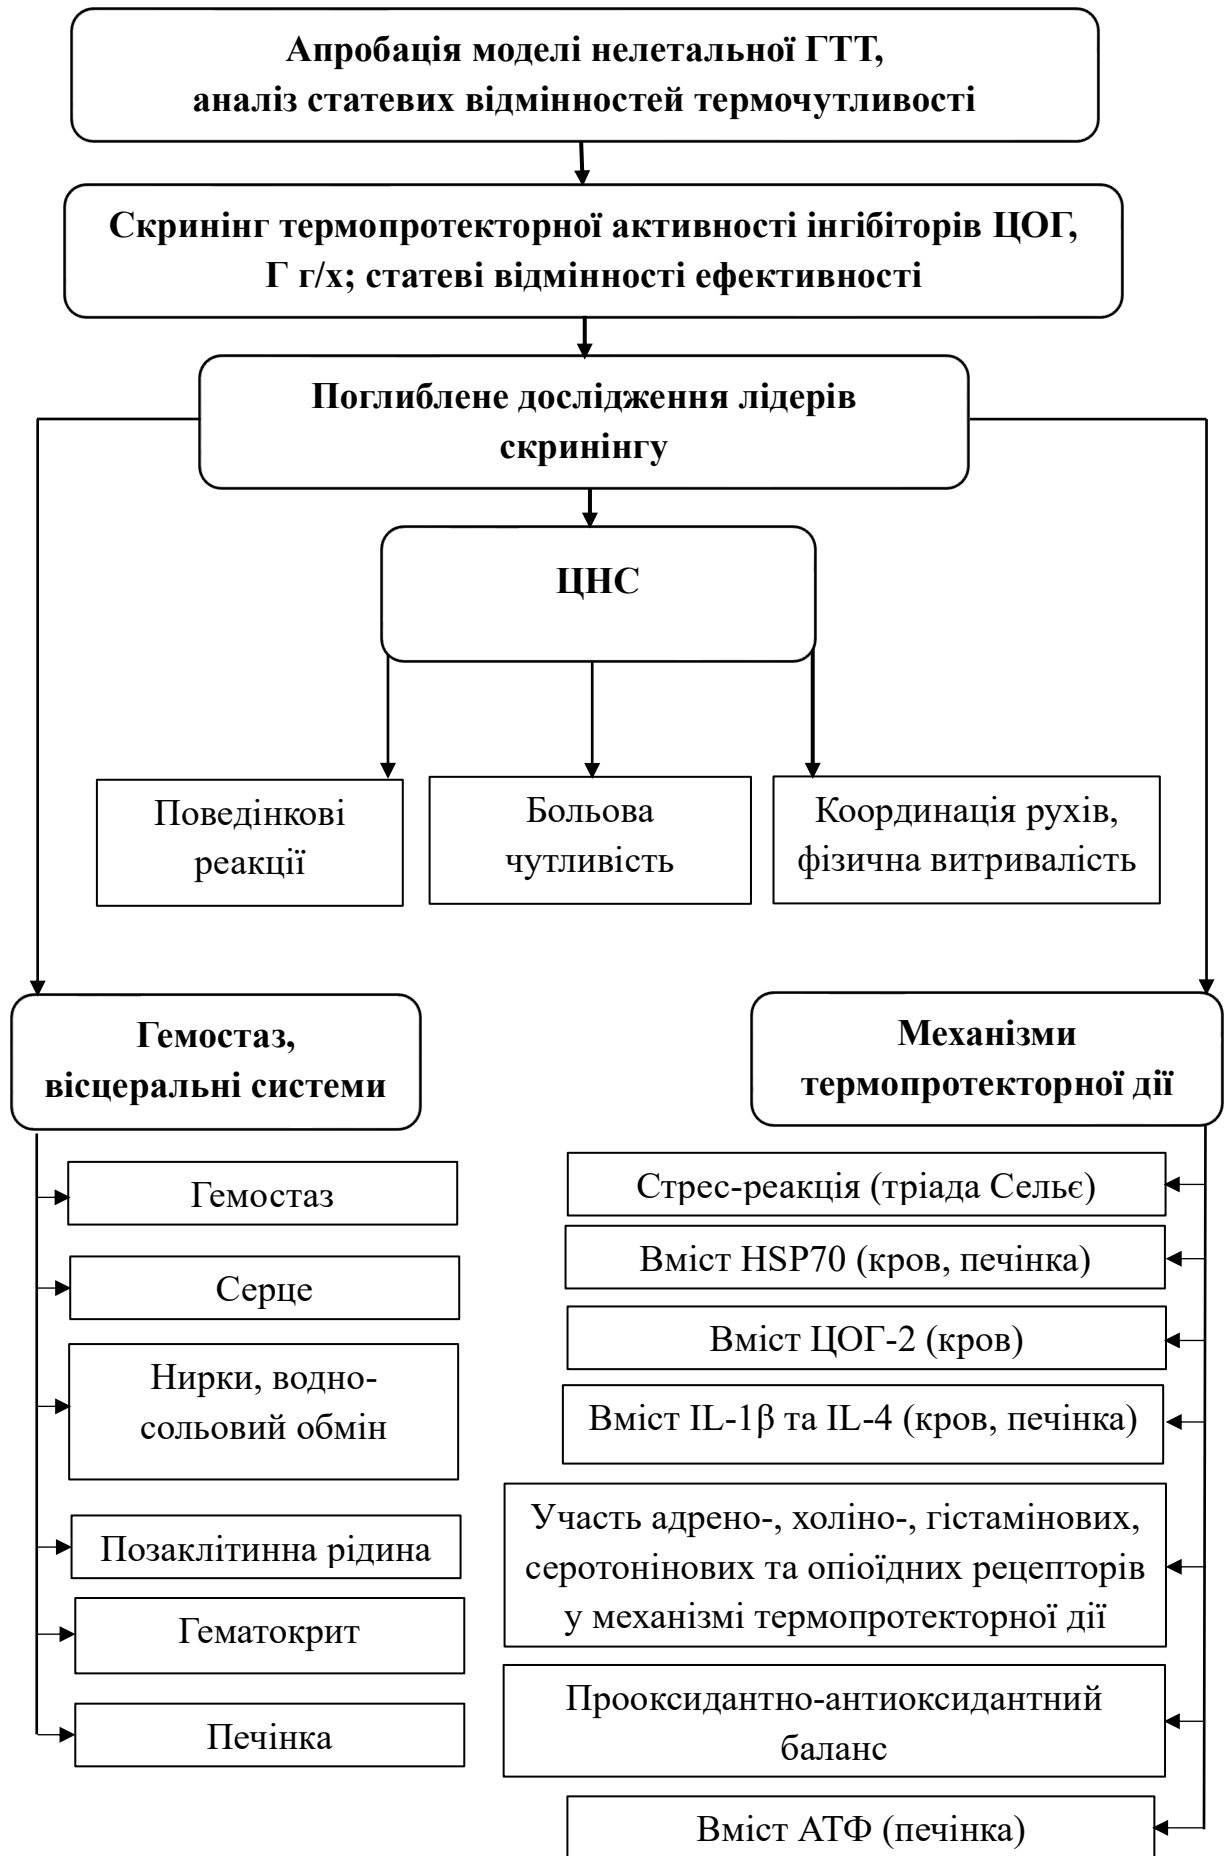 Апробація моделі нелетальної ГТТ,
аналіз статевих відмінностей термочутливості
Скринінг термопротекторної активності інгібіторів ЦОГ,
Г г/х; статеві відмінності ефективності
Поглиблене дослідження лідерів
скринінгу
ЦНС
Поведінкові
реакції
Больова
чутливість
Координація рухів,
фізична витривалість
Гемостаз,
вісцеральні системи
Гемостаз
Серце
Нирки, водно-
сольовий обмін
Позаклітинна рідина
Гематокрит
Печінка
Механізми
термопротекторної дії
Стрес-реакція (тріада Сельє)
Вміст HSP70 (кров, печінка)
Вміст ЦОГ-2 (кров)
Вміст IL-1β та IL-4 (кров, печінка)
Участь адрено-, холіно-, гістамінових,
серотонінових та опіоїдних рецепторів
у механізмі термопротекторної дії
Прооксидантно-антиоксидантний
баланс
Вміст АТФ (печінка)